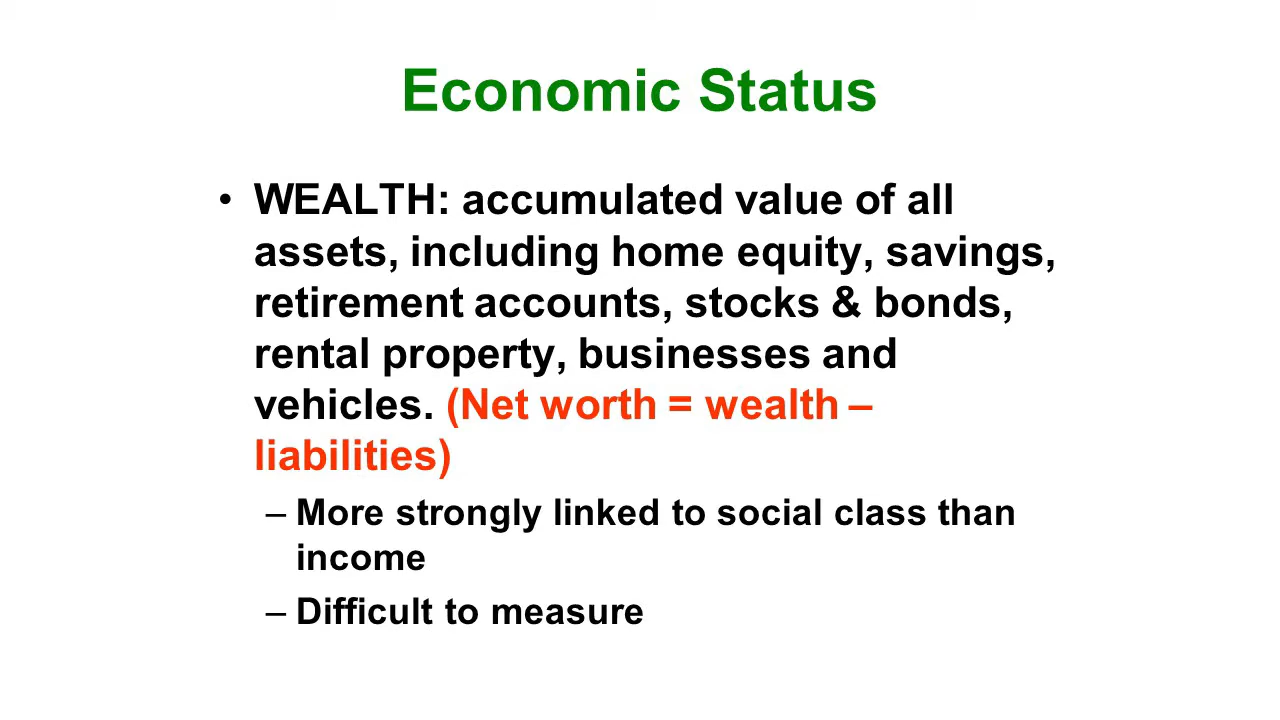 Economic Status
• WEALTH: accumulated value of all
assets, including home equity, savings,
retirement accounts, stocks & bonds,
rental property, businesses and
vehicles. (Net worth = wealth –
liabilities)
– More strongly linked to social class than
income
– Difficult to measure